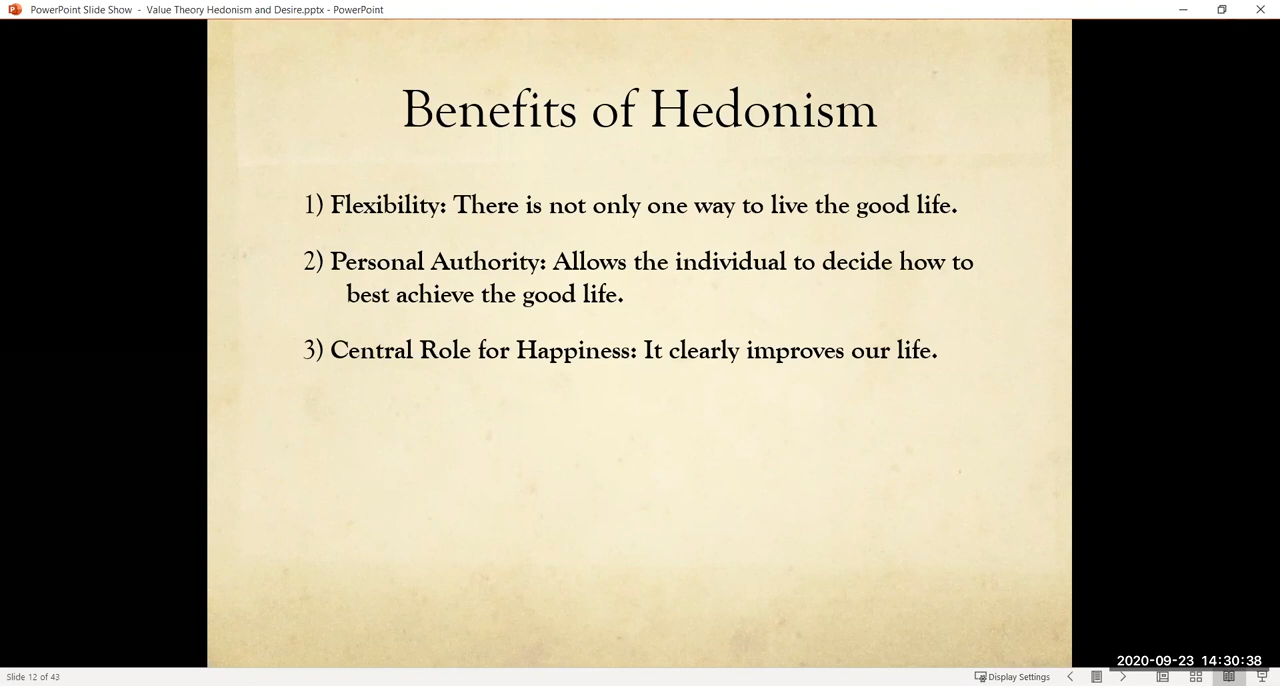 PowerPoint Slide Show - Value Theory Hedonism and Desire.pptx - PowerPoint
Benefits of Hedonism
1) Flexibility: There is not only one way to live the good life.
2) Personal Authority: Allows the individual to decide how to
best achieve the good life.
3) Central Role for Happiness: It clearly improves our life.
2020-09-23 14:30:38
Slide 12 of 43
Display Settings